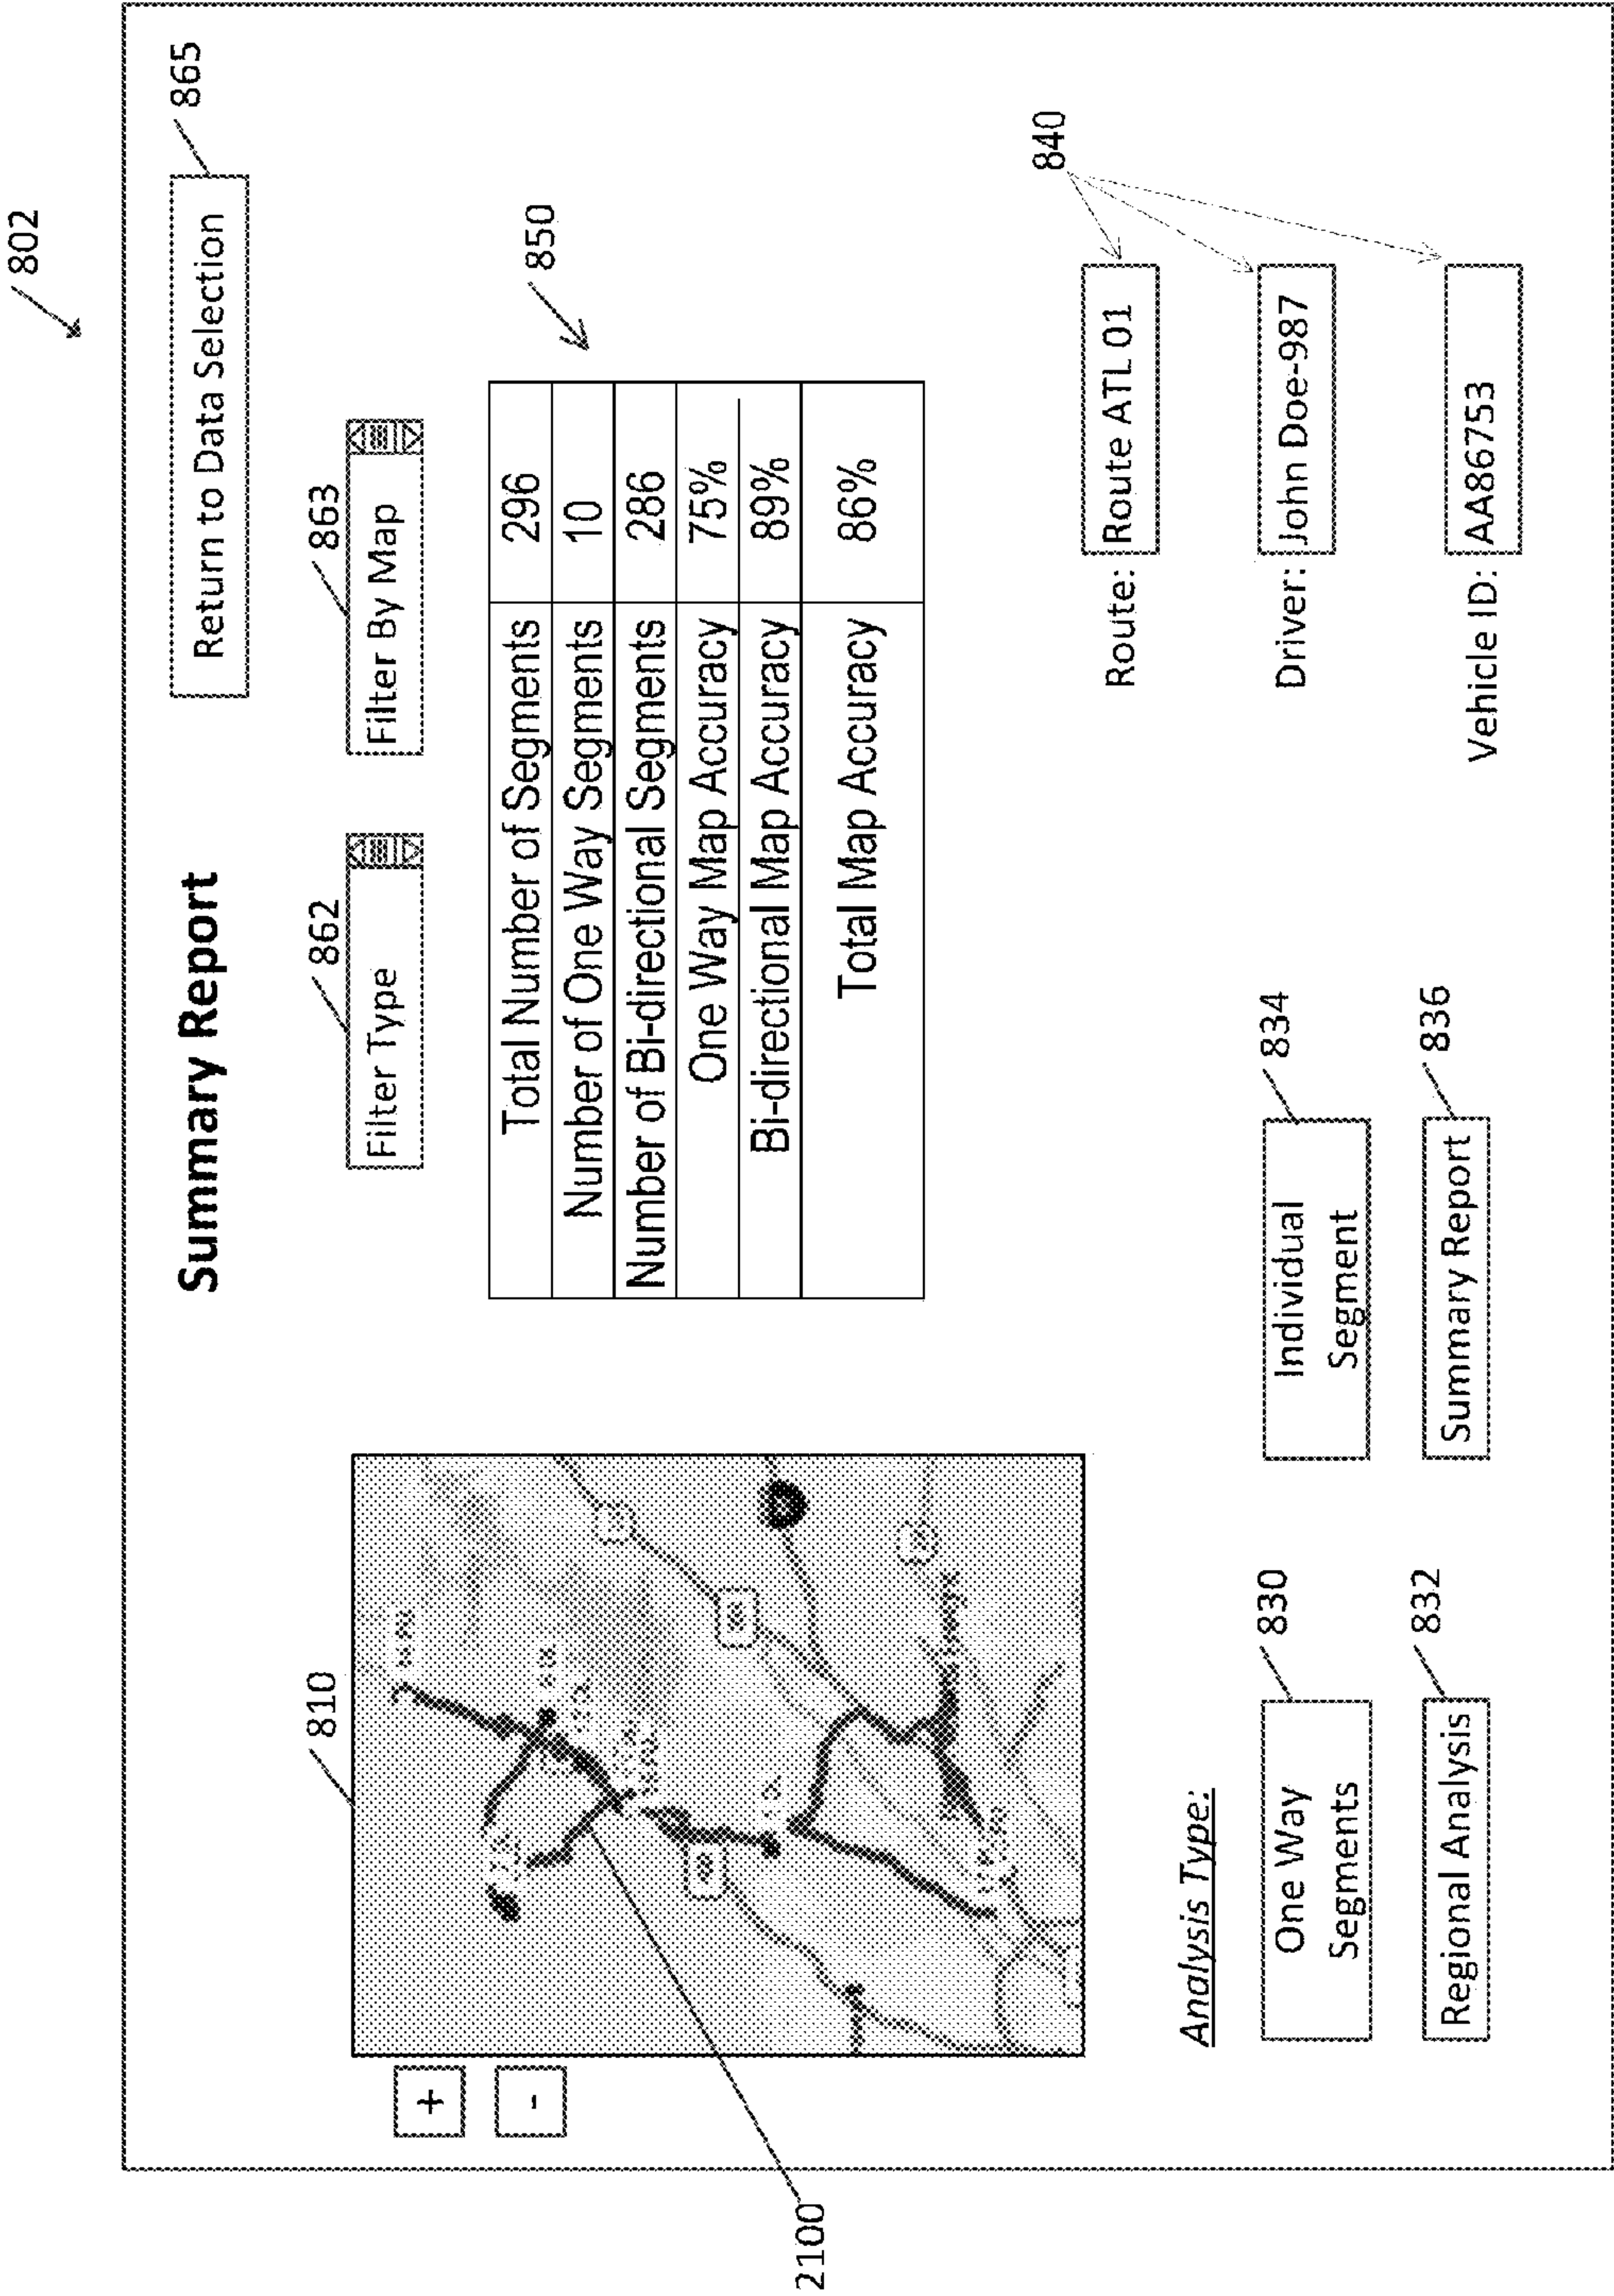 802
Summary Report
Return to Data Selection
865
862
863
Filter Type
Filter By Map
810
+
-
850
Total Number of Segments 296
Number of One Way Segments 10
Number of Bi-directional Segments 286
One Way Map Accuracy 75%
Bi-directional Map Accuracy 89%
Total Map Accuracy 86%
2100
840
Analysis Type:
Route: Route ATL 01
830
834
One Way
Segments
Individual
Segment
Driver: John Doe-987
832
836
Regional Analysis
Summary Report
Vehicle ID: AA86753